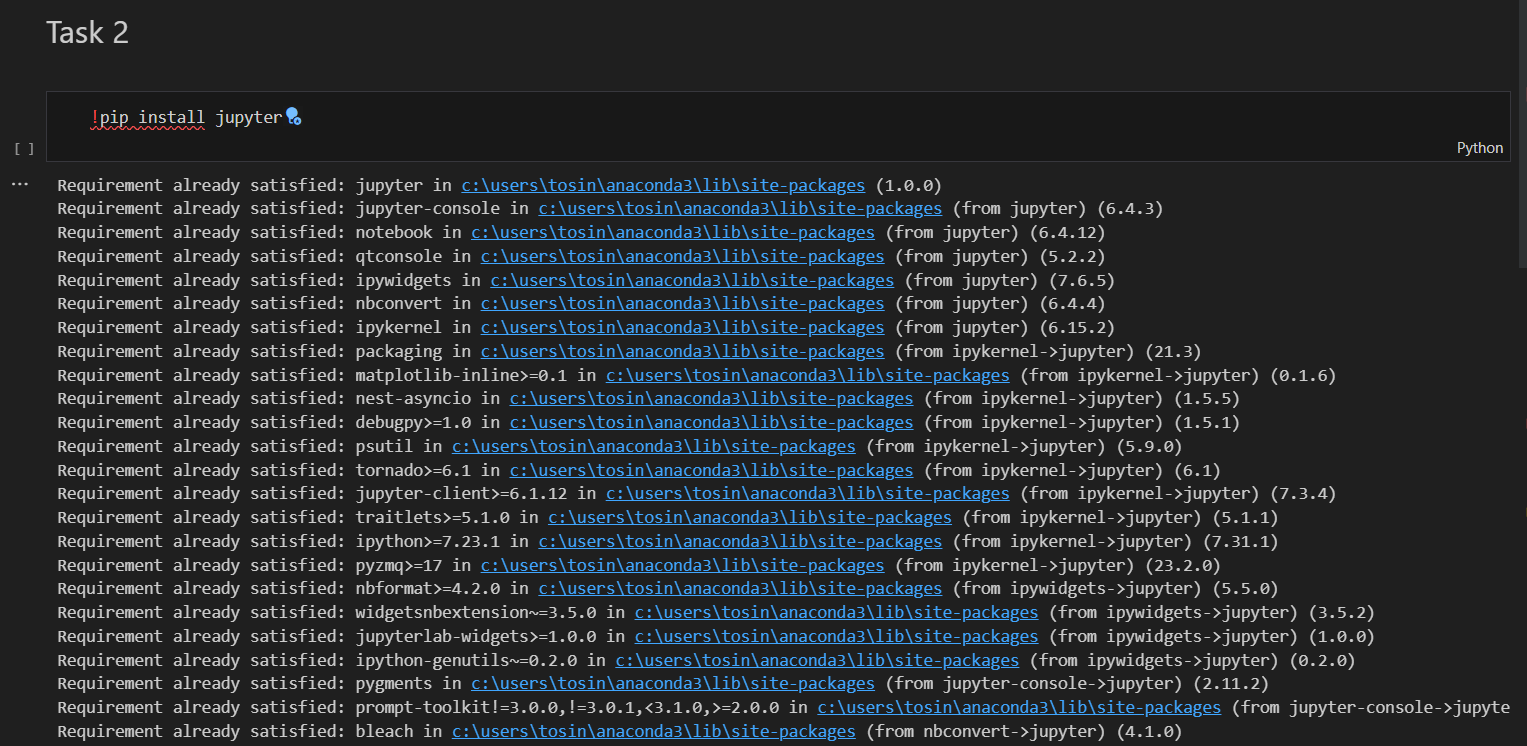 Task 2
!pip install jupyter
[ ]
Python
...
Requirement already satisfied: jupyter in c:\users\tosin\anaconda3\lib\site-packages (1.0.0)
Requirement already satisfied: jupyter-console in c:\users\tosin\anaconda3\lib\site-packages (from jupyter) (6.4.3)
Requirement already satisfied: notebook in c:\users\tosin\anaconda3\lib\site-packages (from jupyter) (6.4.12)
Requirement already satisfied: qtconsole in c:\users\tosin\anaconda3\lib\site-packages (from jupyter) (5.2.2)
Requirement already satisfied: ipywidgets in c:\users\tosin\anaconda3\lib\site-packages (from jupyter) (7.6.5)
Requirement already satisfied: nbconvert in c:\users\tosin\anaconda3\lib\site-packages (from jupyter) (6.4.4)
Requirement already satisfied: ipykernel in c:\users\tosin\anaconda3\lib\site-packages (from jupyter) (6.15.2)
Requirement already satisfied: packaging in c:\users\tosin\anaconda3\lib\site-packages (from ipykernel->jupyter) (21.3)
Requirement already satisfied: matplotlib-inline>=0.1 in c:\users\tosin\anaconda3\lib\site-packages (from ipykernel->jupyter) (0.1.6)
Requirement already satisfied: nest-asyncio in c:\users\tosin\anaconda3\lib\site-packages (from ipykernel->jupyter) (1.5.5)
Requirement already satisfied: debugpy>=1.0 in c:\users\tosin\anaconda3\lib\site-packages (from ipykernel->jupyter) (1.5.1)
Requirement already satisfied: psutil in c:\users\tosin\anaconda3\lib\site-packages (from ipykernel->jupyter) (5.9.0)
Requirement already satisfied: tornado>=6.1 in c:\users\tosin\anaconda3\lib\site-packages (from ipykernel->jupyter) (6.1)
Requirement already satisfied: jupyter-client>=6.1.12 in c:\users\tosin\anaconda3\lib\site-packages (from ipykernel->jupyter) (7.3.4)
Requirement already satisfied: traitlets>=5.1.0 in c:\users\tosin\anaconda3\lib\site-packages (from ipykernel->jupyter) (5.1.1)
Requirement already satisfied: ipython>=7.23.1 in c:\users\tosin\anaconda3\lib\site-packages (from ipykernel->jupyter) (7.31.1)
Requirement already satisfied: pyzmq>=17 in c:\users\tosin\anaconda3\lib\site-packages (from ipykernel->jupyter) (23.2.0)
Requirement already satisfied: nbformat>=4.2.0 in c:\users\tosin\anaconda3\lib\site-packages (from ipywidgets->jupyter) (5.5.0)
Requirement already satisfied: widgetsnbextension~=3.5.0 in c:\users\tosin\anaconda3\lib\site-packages (from ipywidgets->jupyter) (3.5.2)
Requirement already satisfied: jupyterlab-widgets>=1.0.0 in c:\users\tosin\anaconda3\lib\site-packages (from ipywidgets->jupyter) (1.0.0)
Requirement already satisfied: ipython-genutils~=0.2.0 in c:\users\tosin\anaconda3\lib\site-packages (from ipywidgets->jupyter) (0.2.0)
Requirement already satisfied: pygments in c:\users\tosin\anaconda3\lib\site-packages (from jupyter-console->jupyter) (2.11.2)
Requirement already satisfied: prompt-toolkit!=3.0.0,!=3.0.1,<3.1.0,>=2.0.0 in c:\users\tosin\anaconda3\lib\site-packages (from jupyter-console->jupyte
Requirement already satisfied: bleach in c:\users\tosin\anaconda3\lib\site-packages (from nbconvert->jupyter) (4.1.0)